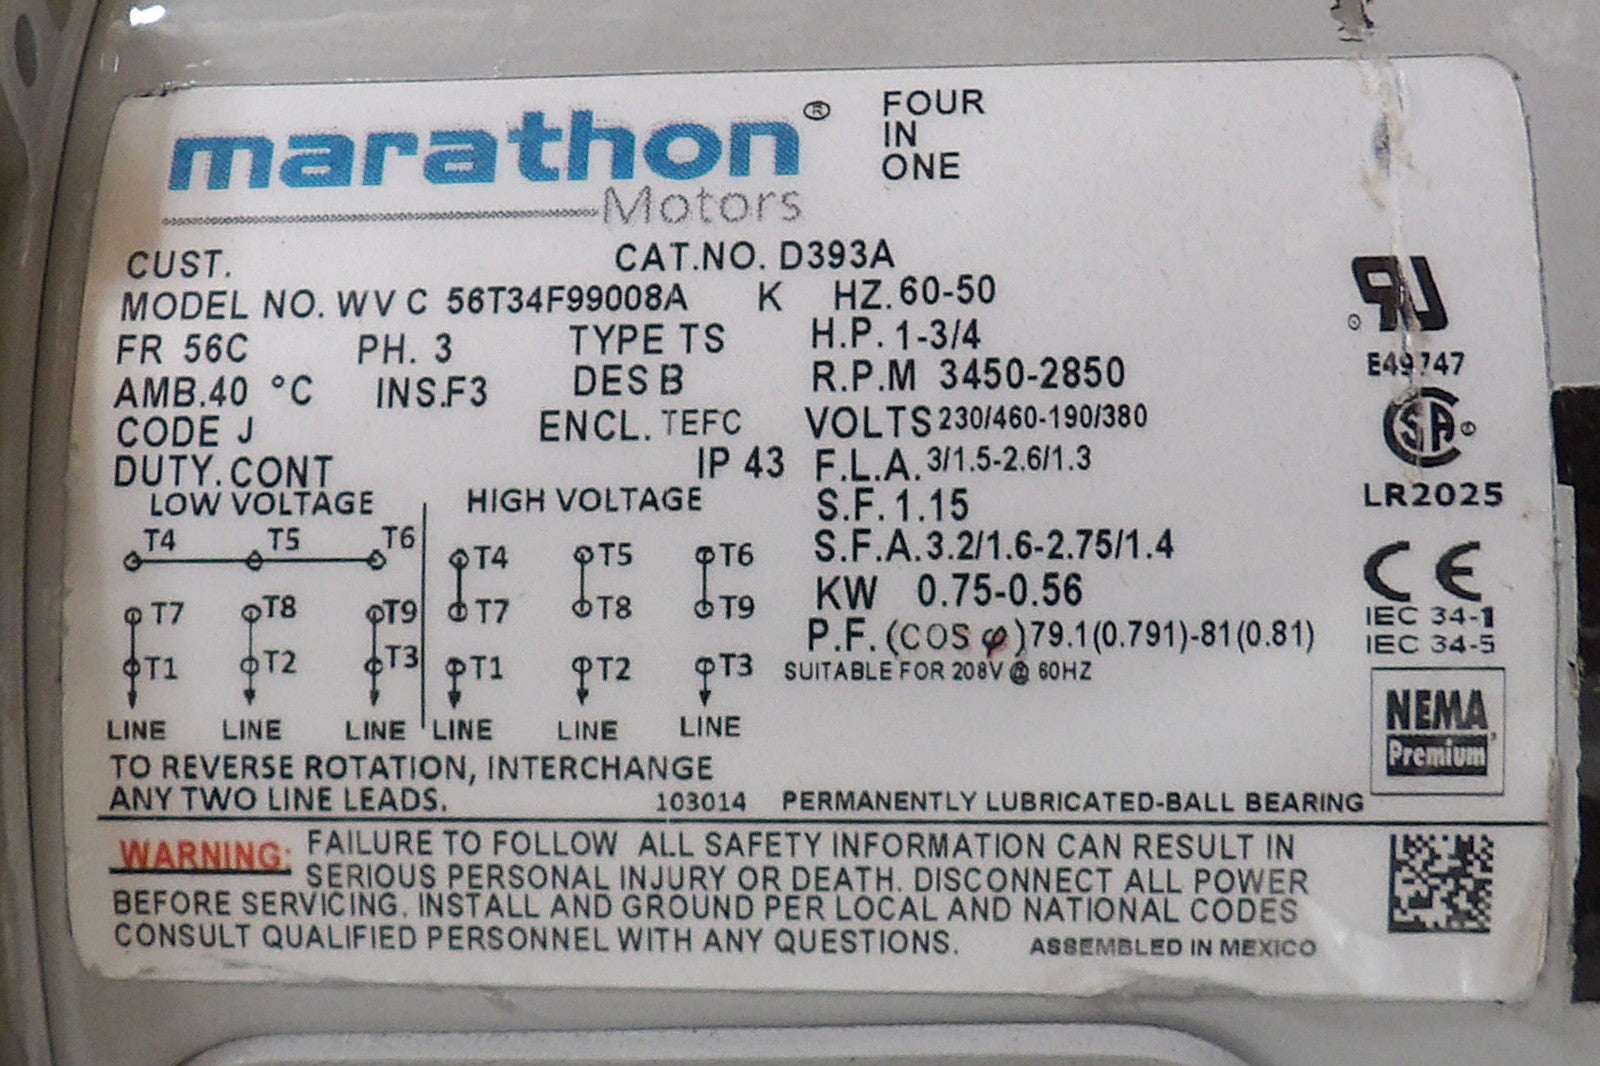 marathon®
Motors
FOUR
IN
ONE
CUST.
CAT.NO. D393A
MODEL NO. WVC 56T34F99008A K HZ. 60-50
FR 56C PH. 3 TYPE TS H.P. 1-3/4
AMB.40 °C INS.F3 DES B R.P.M 3450-2850
CODE J ENCL. TEFC VOLTS 230/460-190/380
DUTY.CONT IP 43 F.L.A. 3/1.5-2.6/1.3
S.F. 1.15
S.F.A.3.2/1.6-2.75/1.4
KW 0.75-0.56
P.F. (COS φ)79.1(0.791)-81(0.81)
SUITABLE FOR 208V @ 60HZ
LOW VOLTAGE
T4 T5 T6
T7 T8 T9
T1 T2 T3
LINE LINE LINE
HIGH VOLTAGE
T4 T5 T6
T7 T8 T9
T1 T2 T3
LINE LINE LINE
E49747
SA®
LR2025
CE
IEC 34-1
IEC 34-5
NEMA
Premium
TO REVERSE ROTATION, INTERCHANGE
ANY TWO LINE LEADS.
103014 PERMANENTLY LUBRICATED-BALL BEARING
WARNING: FAILURE TO FOLLOW ALL SAFETY INFORMATION CAN RESULT IN
SERIOUS PERSONAL INJURY OR DEATH. DISCONNECT ALL POWER
BEFORE SERVICING. INSTALL AND GROUND PER LOCAL AND NATIONAL CODES
CONSULT QUALIFIED PERSONNEL WITH ANY QUESTIONS. ASSEMBLED IN MEXICO